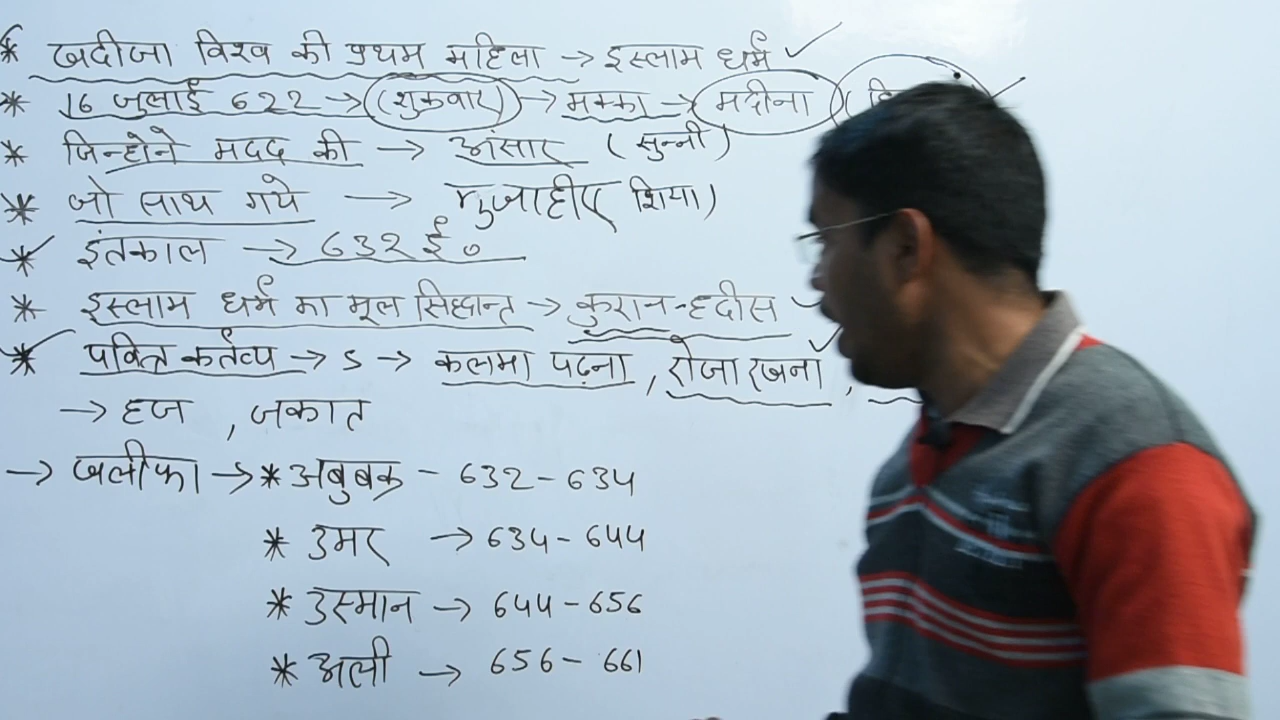 * खदीजा विश्व की प्रथम महिला → इस्लाम धर्म ✓
* 16 जुलाई 622 → (शुक्रवार) → मक्का → मदीना (हि
* जिन्होने मदद की → अंसार (सुन्नी)
* जो साथ गये → मुजाहीर शिया)
* इंतकाल → 632 ई०
* इस्लाम धर्म का मूल सिद्धान्त → कुरान-हदीस
* पवित्र कर्तव्य → 5 → कलमा पढ़ना , रोजा रखना ,
→ हज , जकात
→ खलीफा → * अबुबक्र - 632-634
* उमर → 634-644
* उस्मान → 644-656
* अली → 656-661